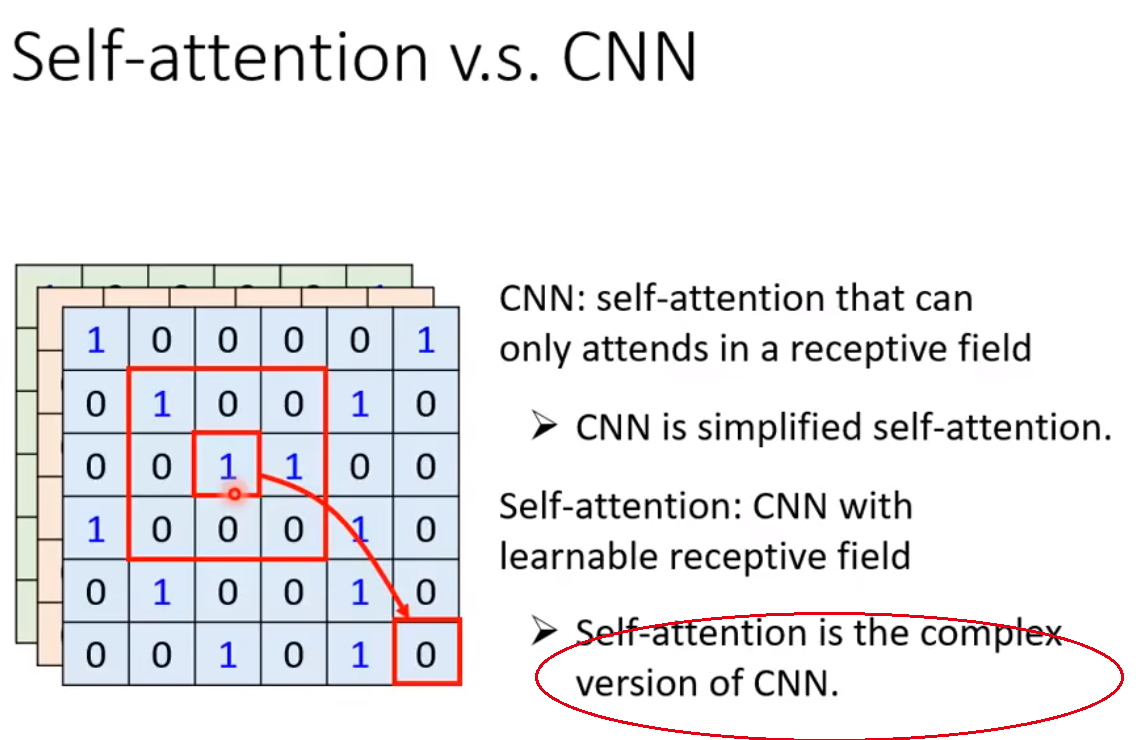 Self-attention v.s. CNN
1 0 0 0 0 1
0 1 0 0 1 0
0 0 1 1 0 0
1 0 0 0 1 0
0 1 0 0 1 0
0 0 1 0 1 0
CNN: self-attention that can
only attends in a receptive field
➢ CNN is simplified self-attention.
Self-attention: CNN with
learnable receptive field
➢ Self-attention is the complex
version of CNN.